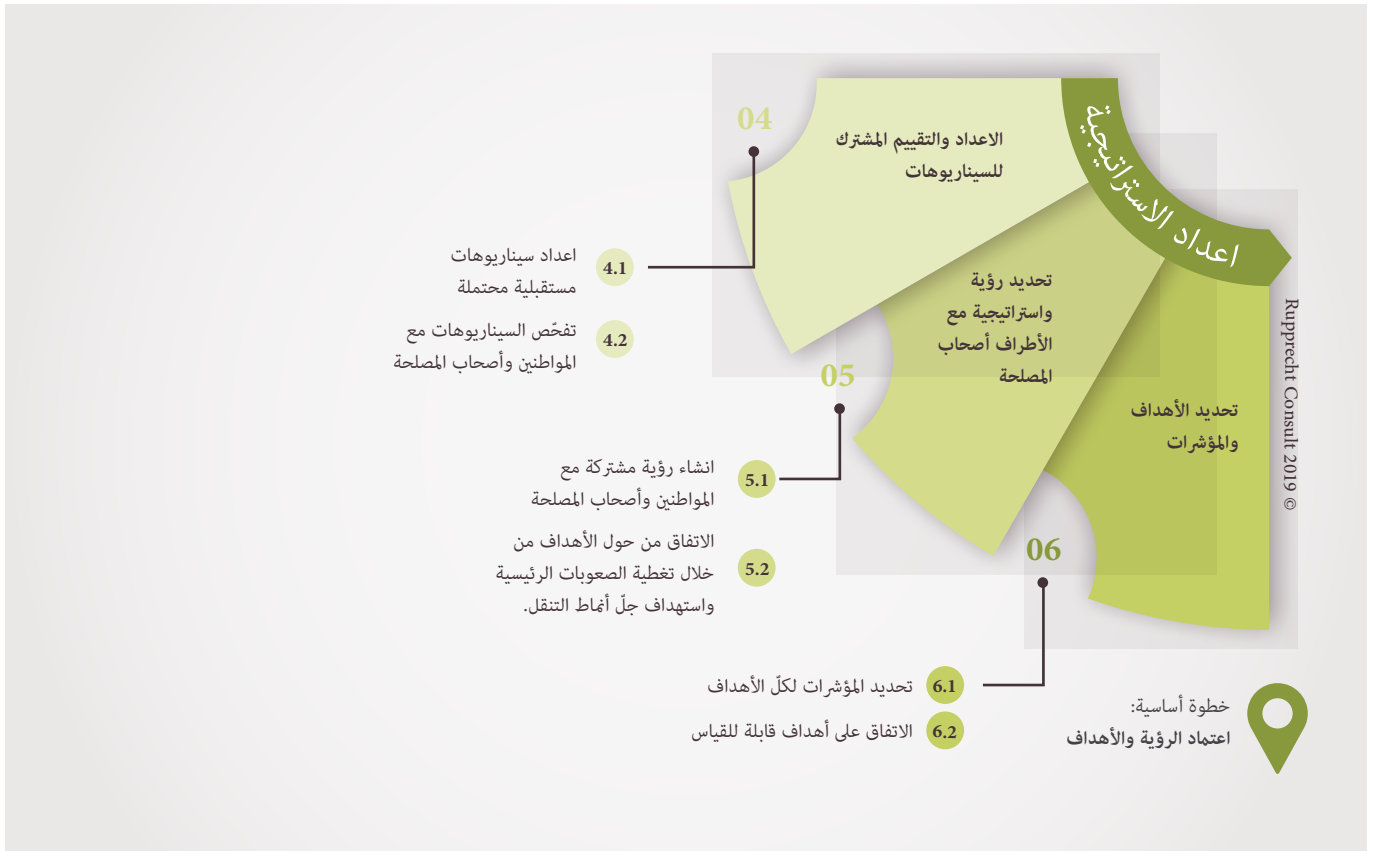 اعداد الاستراتيجية
04
الاعداد والتقييم المشترك
للسيناريوهات
4.1
اعداد سيناريوهات
مستقبلية محتملة
4.2
تفحّص السيناريوهات مع
المواطنين وأصحاب المصلحة
05
تحديد رؤية
واستراتيجية مع
الأطراف أصحاب
المصلحة
5.1
انشاء رؤية مشتركة مع
المواطنين وأصحاب المصلحة
5.2
الاتفاق من حول الأهداف من
خلال تغطية الصعوبات الرئيسية
واستهداف جلّ أنماط التنقل.
06
تحديد الأهداف
والمؤشرات
6.1
تحديد المؤشرات لكلّ الأهداف
6.2
الاتفاق على أهداف قابلة للقياس
خطوة أساسية:
اعتماد الرؤية والأهداف
Rupprecht Consult 2019 ©